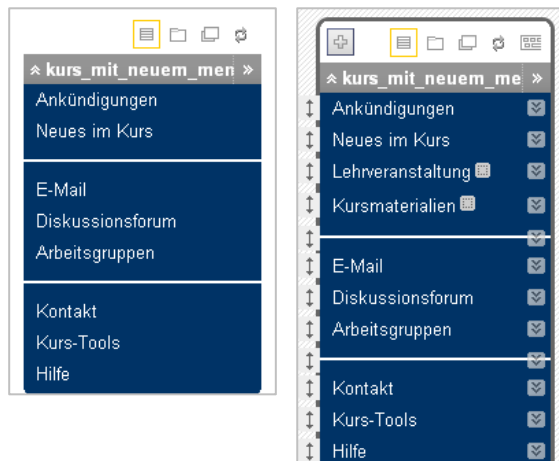 kurs_mit_neuem_men
Ankündigungen
Neues im Kurs
E-Mail
Diskussionsforum
Arbeitsgruppen
Kontakt
Kurs-Tools
Hilfe
kurs_mit_neuem_me
Ankündigungen
Neues im Kurs
Lehrveranstaltung
Kursmaterialien
E-Mail
Diskussionsforum
Arbeitsgruppen
Kontakt
Kurs-Tools
Hilfe